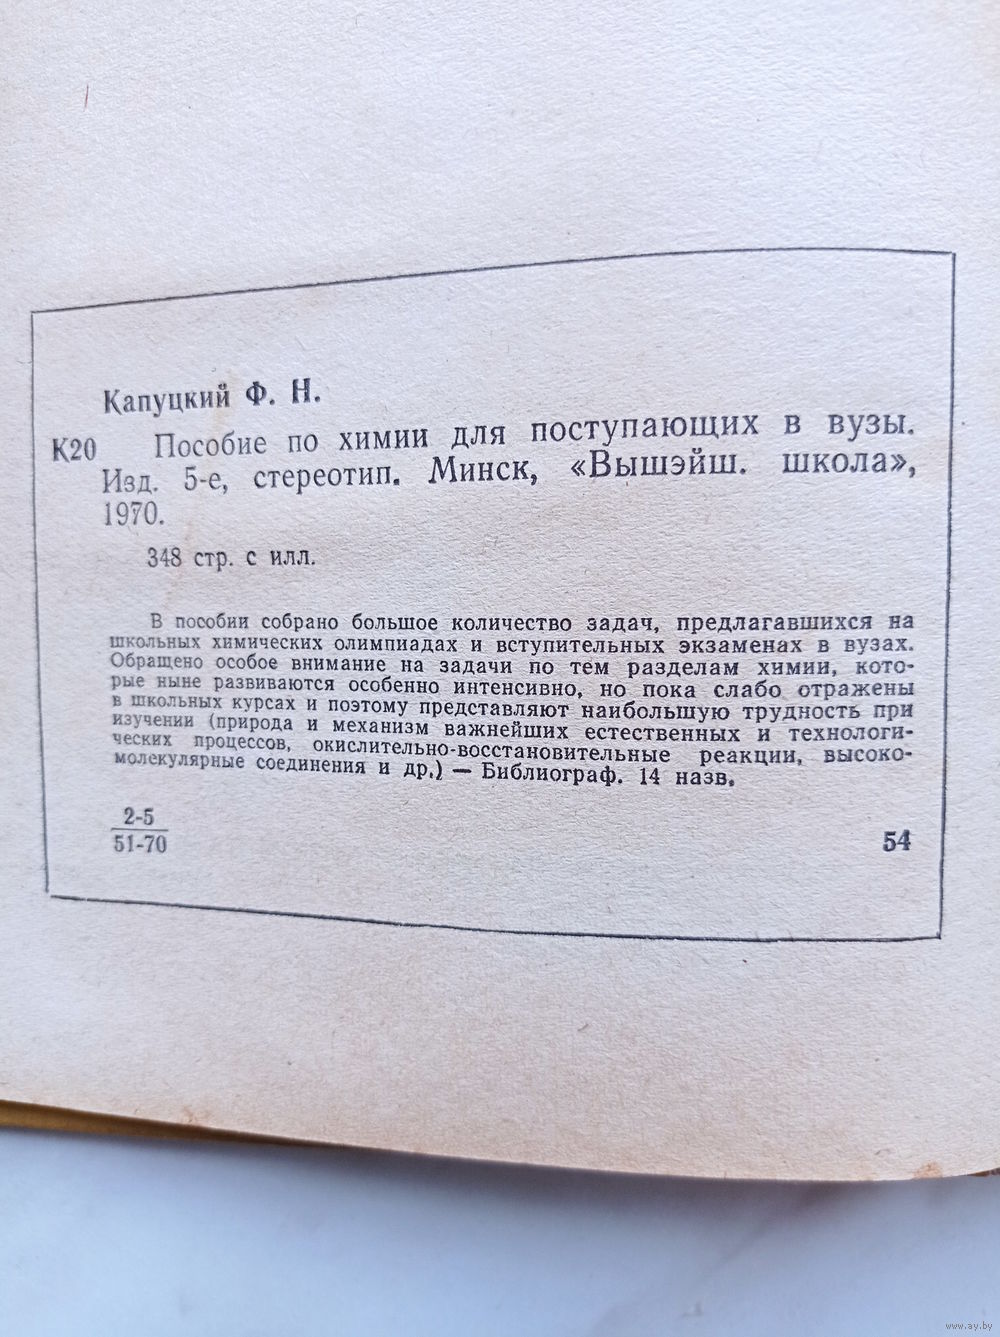 Капуцкий Ф. Н.
К20 Пособие по химии для поступающих в вузы.
Изд. 5-е, стереотип. Минск, «Вышэйш. школа»,
1970.
348 стр. с илл.
В пособии собрано большое количество задач, предлагавшихся на
школьных химических олимпиадах и вступительных экзаменах в вузах.
Обращено особое внимание на задачи по тем разделам химии, кото-
рые ныне развиваются особенно интенсивно, но пока слабо отражены
в школьных курсах и поэтому представляют наибольшую трудность при
изучении (природа и механизм важнейших естественных и технологи-
ческих процессов, окислительно-восстановительные реакции, высоко-
молекулярные соединения и др.) — Библиограф. 14 назв.
2-5
51-70
54
www.ay.by